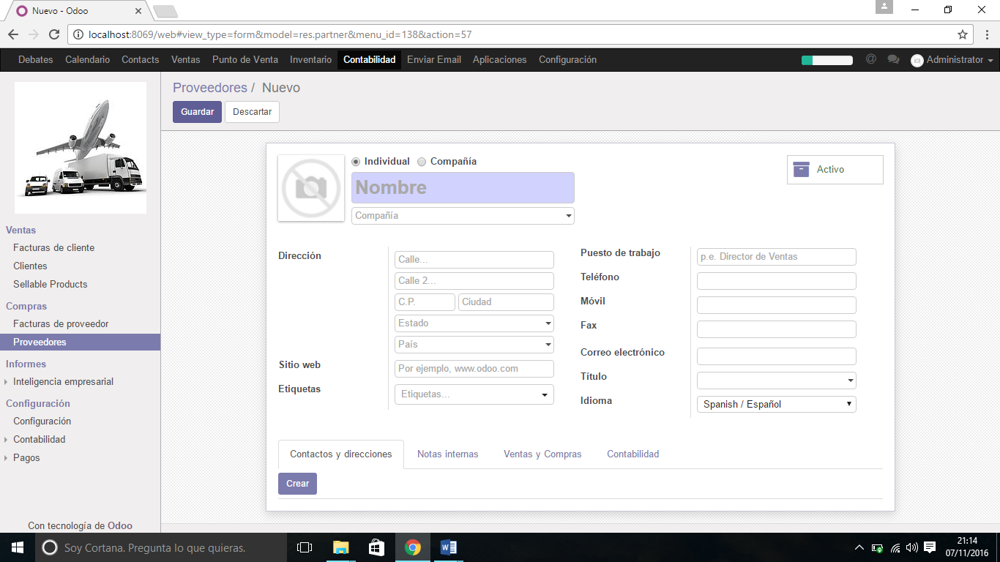 Nuevo - Odoo
localhost:8069/web#view_type=form&model=res.partner&menu_id=138&action=57
Debates Calendario Contacts Ventas Punto de Venta Inventario Contabilidad Enviar Email Aplicaciones Configuración @ Administrator
Proveedores / Nuevo
Guardar Descartar
Ventas
Facturas de cliente
Clientes
Sellable Products
Compras
Facturas de proveedor
Proveedores
Informes
Inteligencia empresarial
Configuración
Configuración
Contabilidad
Pagos
Con tecnología de Odoo
Individual Compañía
Activo
Nombre
Compañía
Dirección
Calle...
Calle 2...
C.P. Ciudad
Estado
País
Sitio web Por ejemplo, www.odoo.com
Etiquetas Etiquetas...
Puesto de trabajo p.e. Director de Ventas
Teléfono
Móvil
Fax
Correo electrónico
Título
Idioma Spanish / Español
Contactos y direcciones Notas internas Ventas y Compras Contabilidad
Crear
Soy Cortana. Pregunta lo que quieras.
21:14
07/11/2016